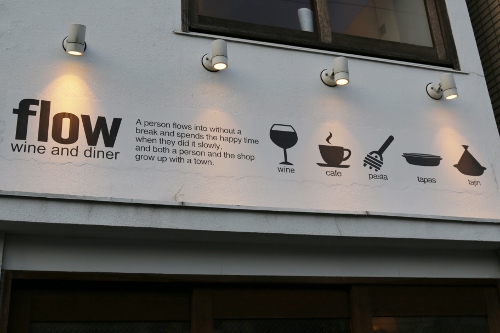 flow
wine and diner
A person flows into without a
break and spends the happy time
when they did it slowly,
and both a person and the shop
grow up with a town.
wine
cafe
pasta
tapas
tajin